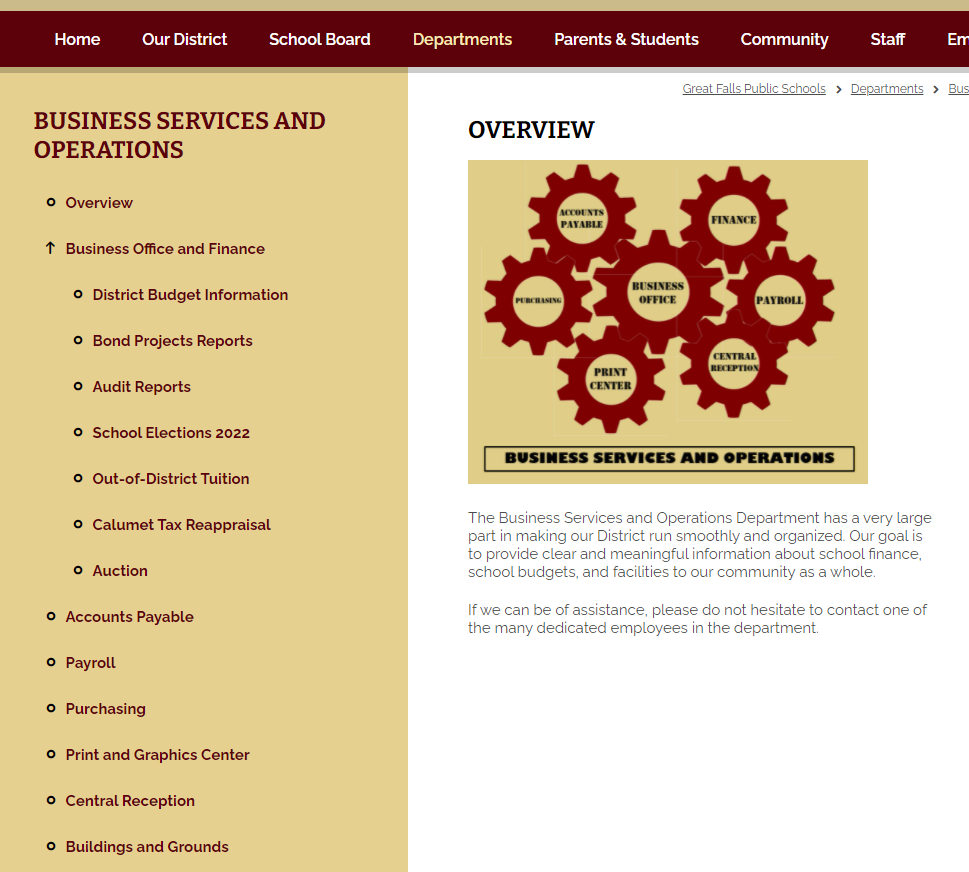 Home Our District School Board Departments Parents & Students Community Staff Em
Great Falls Public Schools Departments Bus
BUSINESS SERVICES AND
OPERATIONS
Overview
Business Office and Finance
District Budget Information
Bond Projects Reports
Audit Reports
School Elections 2022
Out-of-District Tuition
Calumet Tax Reappraisal
Auction
Accounts Payable
Payroll
Purchasing
Print and Graphics Center
Central Reception
Buildings and Grounds
OVERVIEW
ACCOUNTS
PAYABLE
FINANCE
PURCHASING
BUSINESS
OFFICE
PAYROLL
PRINT
CENTER
CENTRAL
RECEPTION
BUSINESS SERVICES AND OPERATIONS
The Business Services and Operations Department has a very large
part in making our District run smoothly and organized. Our goal is
to provide clear and meaningful information about school finance,
school budgets, and facilities to our community as a whole.
If we can be of assistance, please do not hesitate to contact one of
the many dedicated employees in the department.